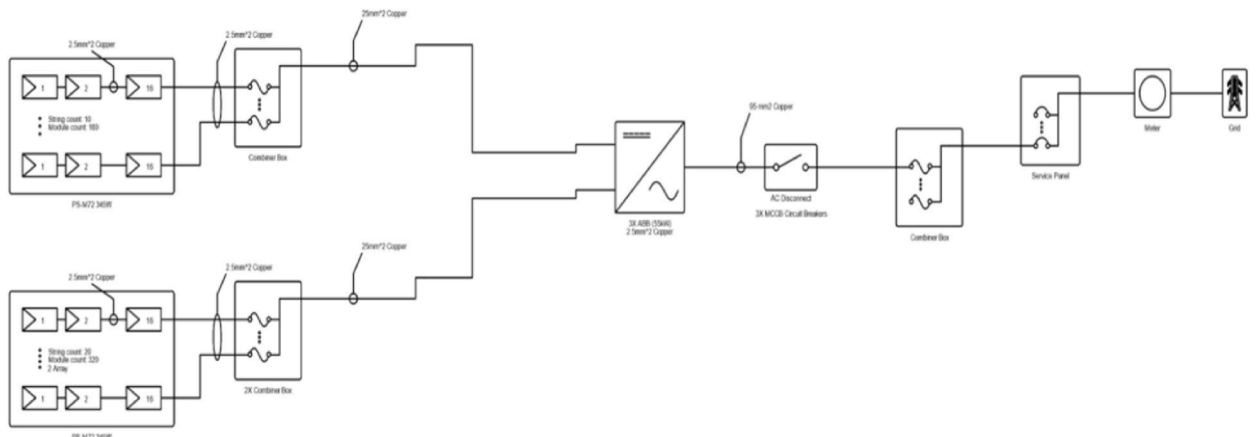 25mm^2 Copper
2.5mm^2 Copper
2.5mm^2 Copper
1
2
16
String count: 10
Module count: 160
1
2
16
Combiner Box
PS-M72 345W
95 mm2 Copper
3X ABB (55kW)
2.5mm^2 Copper
AC Disconnect
3X MCCB Circuit Breakers
Combiner Box
Service Panel
Meter
Grid
25mm^2 Copper
2.5mm^2 Copper
2.5mm^2 Copper
1
2
16
String count: 20
Module count: 320
2 Array
1
2
16
2X Combiner Box